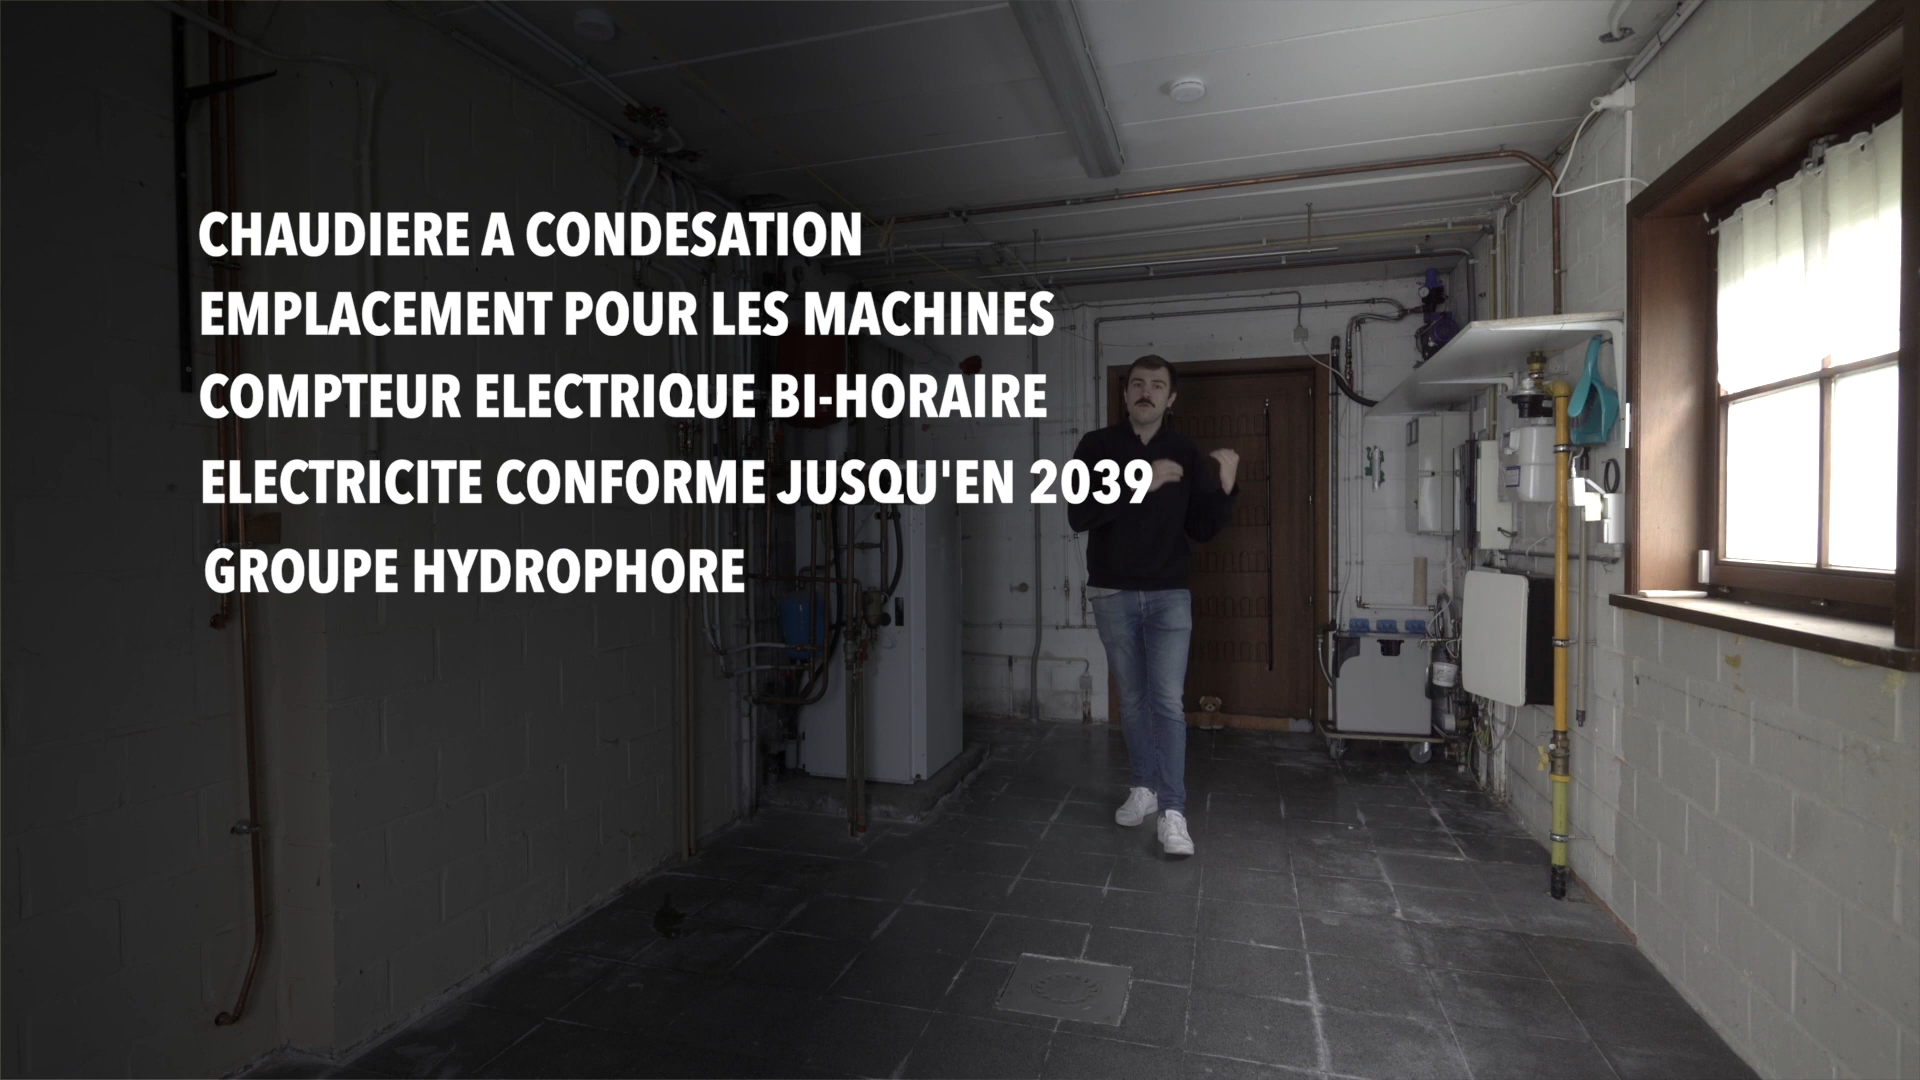 CHAUDIERE A CONDESATION
EMPLACEMENT POUR LES MACHINES
COMPTEUR ELECTRIQUE BI-HORAIRE
ELECTRICITE CONFORME JUSQU'EN 2039
GROUPE HYDROPHORE